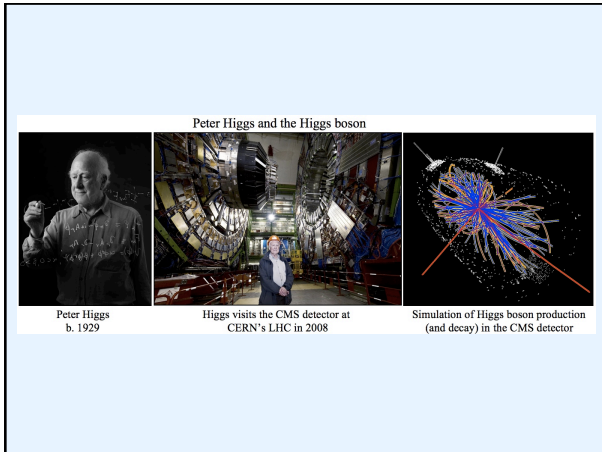 Peter Higgs and the Higgs boson
Peter Higgs
b. 1929
Higgs visits the CMS detector at
CERN's LHC in 2008
Simulation of Higgs boson production
(and decay) in the CMS detector